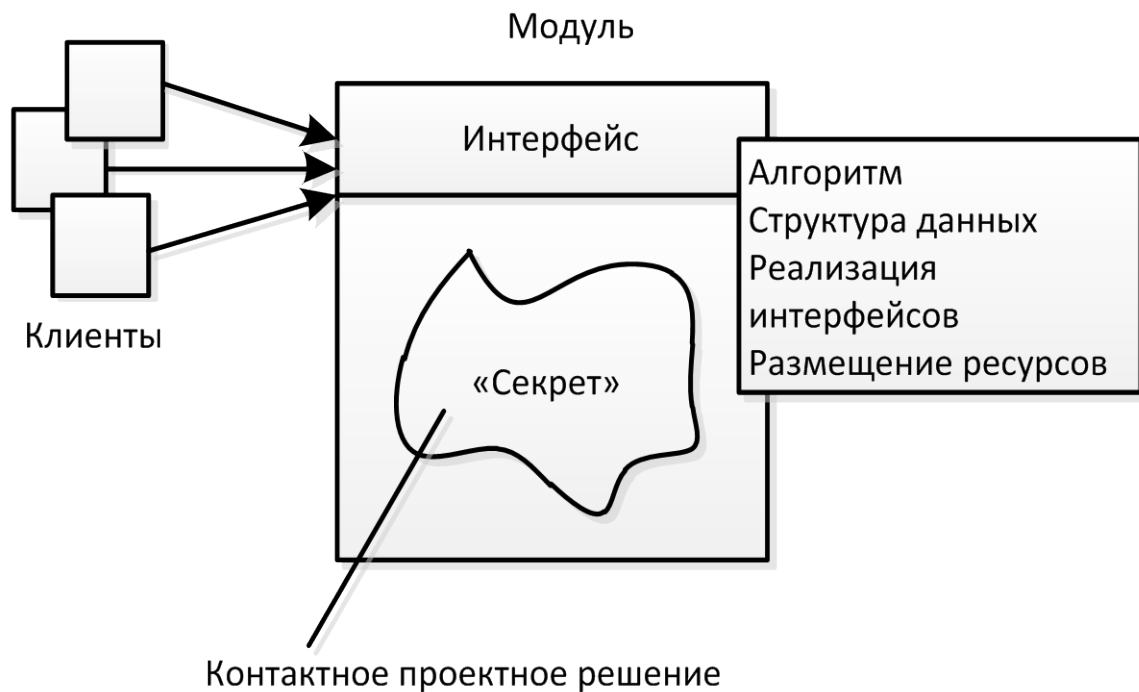 Модуль
Интерфейс
Алгоритм
Структура данных
Реализация
интерфейсов
Размещение ресурсов
Клиенты
«Секрет»
Контактное проектное решение